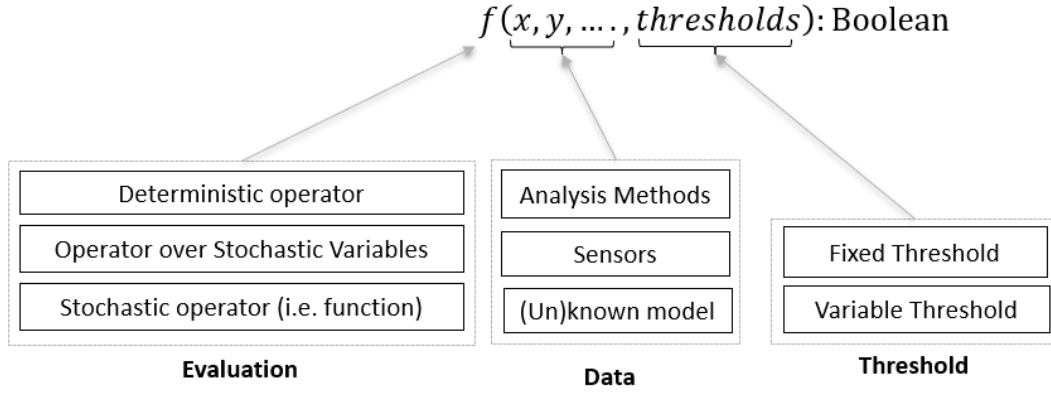 f(x, y, … . , thresholds): Boolean
Deterministic operator
Operator over Stochastic Variables
Stochastic operator (i.e. function)
Evaluation
Analysis Methods
Sensors
(Un)known model
Data
Fixed Threshold
Variable Threshold
Threshold